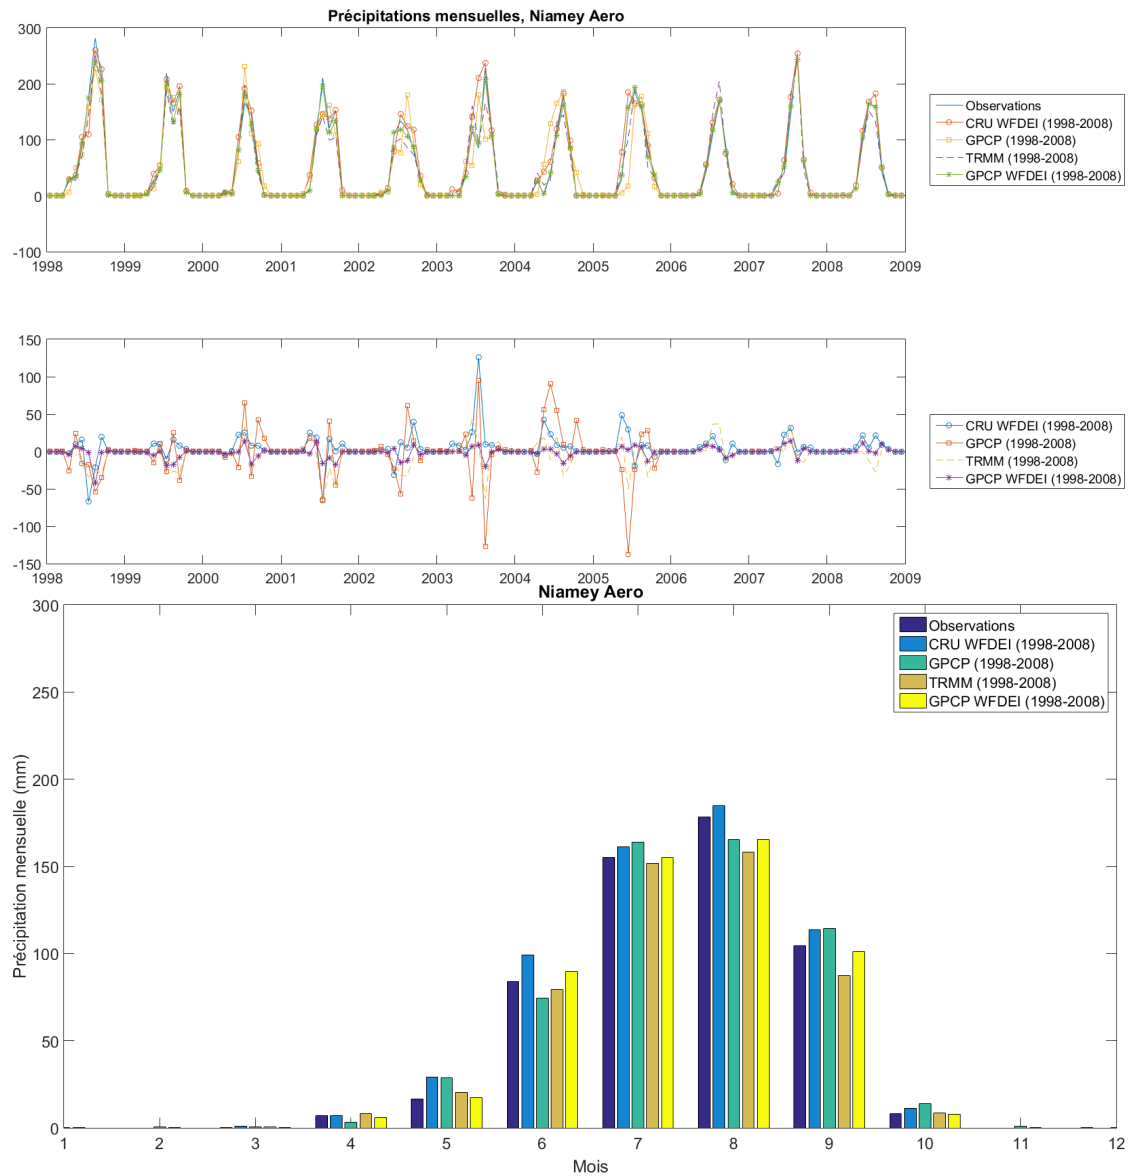 Précipitations mensuelles, Niamey Aero
300
200
100
0
-100
1998 1999 2000 2001 2002 2003 2004 2005 2006 2007 2008 2009
Observations
CRU WFDEI (1998-2008)
GPCP (1998-2008)
TRMM (1998-2008)
GPCP WFDEI (1998-2008)
150
100
50
0
-50
-100
-150
1998 1999 2000 2001 2002 2003 2004 2005 2006 2007 2008 2009
CRU WFDEI (1998-2008)
GPCP (1998-2008)
TRMM (1998-2008)
GPCP WFDEI (1998-2008)
Niamey Aero
Précipitation mensuelle (mm)
300
250
200
150
100
50
0
1 2 3 4 5 6 7 8 9 10 11 12
Mois
Observations
CRU WFDEI (1998-2008)
GPCP (1998-2008)
TRMM (1998-2008)
GPCP WFDEI (1998-2008)